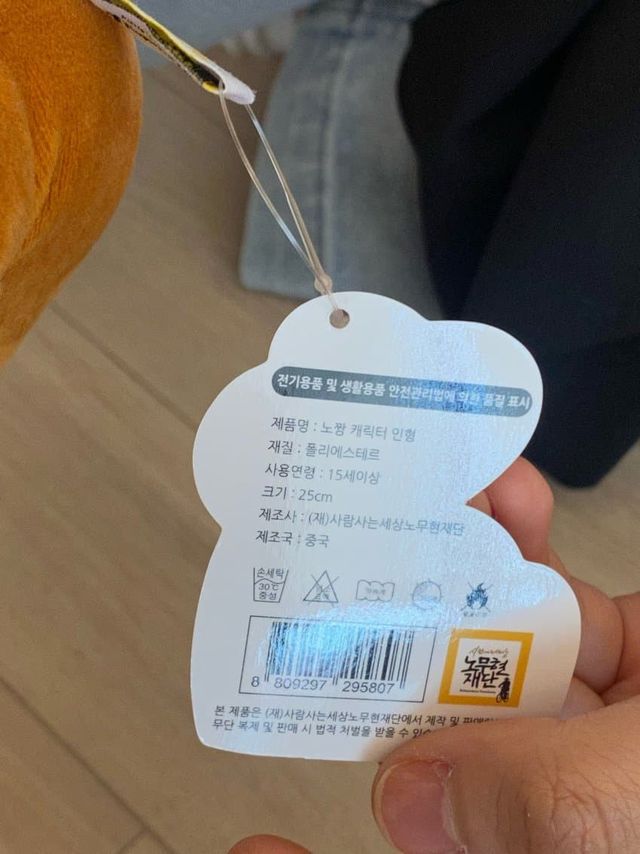 전기용품 및 생활용품 안전관리법에 의한 품질 표시
제품명 : 노짱 캐릭터 인형
재질 : 폴리에스테르
사용연령 : 15세이상
크기 : 25cm
제조사 : (재)사람사는세상노무현재단
제조국 : 중국
손세탁
30℃
중성
8 809297 295807
노무현
재단
본 제품은 (재)사람사는세상노무현재단에서 제작 및
무단 복제 및 판매 시 법적 처벌을 받을 수